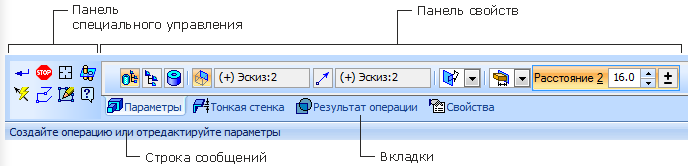 Панель
специального управления
Панель свойств
STOP
(+) Эскиз:2
(+) Эскиз:2
Расстояние 2
16.0
Параметры
Тонкая стенка
Результат операции
Свойства
Создайте операцию или отредактируйте параметры
Строка сообщений
Вкладки